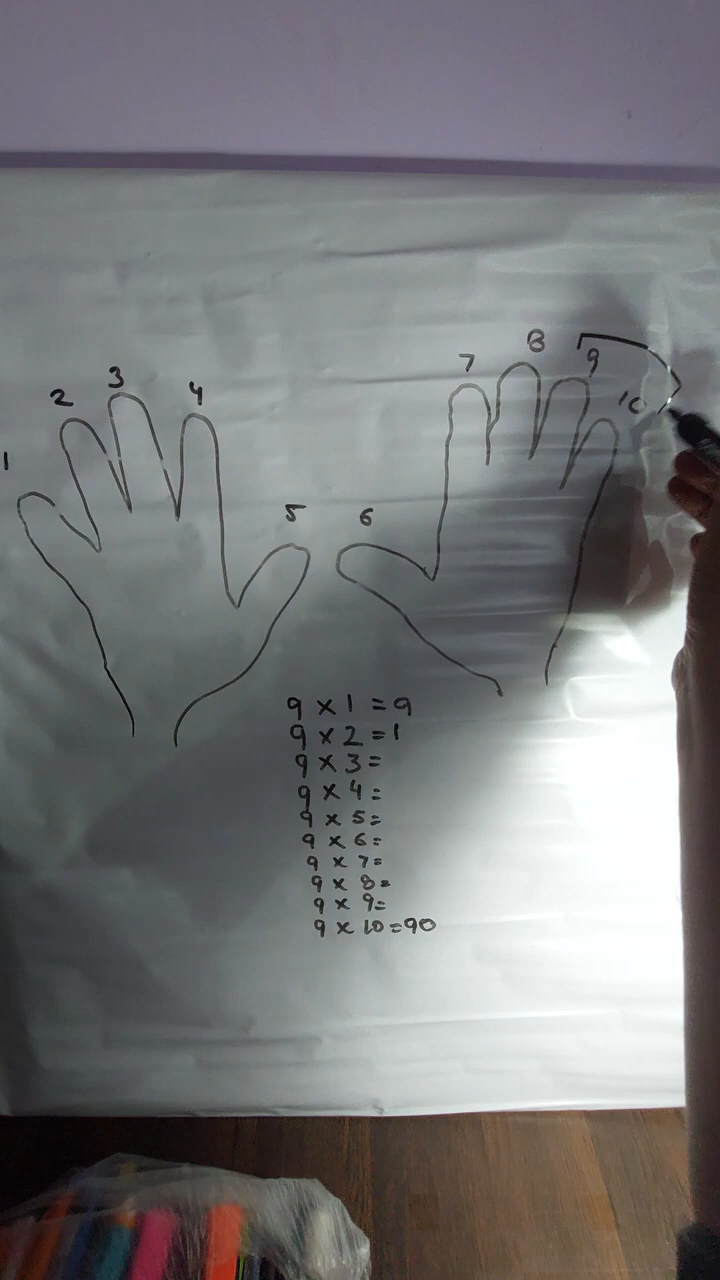 1 2 3 4 5
6 7 8 9 10
9 × 1 = 9
9 × 2 = 1
9 × 3 =
9 × 4 =
9 × 5 =
9 × 6 =
9 × 7 =
9 × 8 =
9 × 9 =
9 × 10 = 90